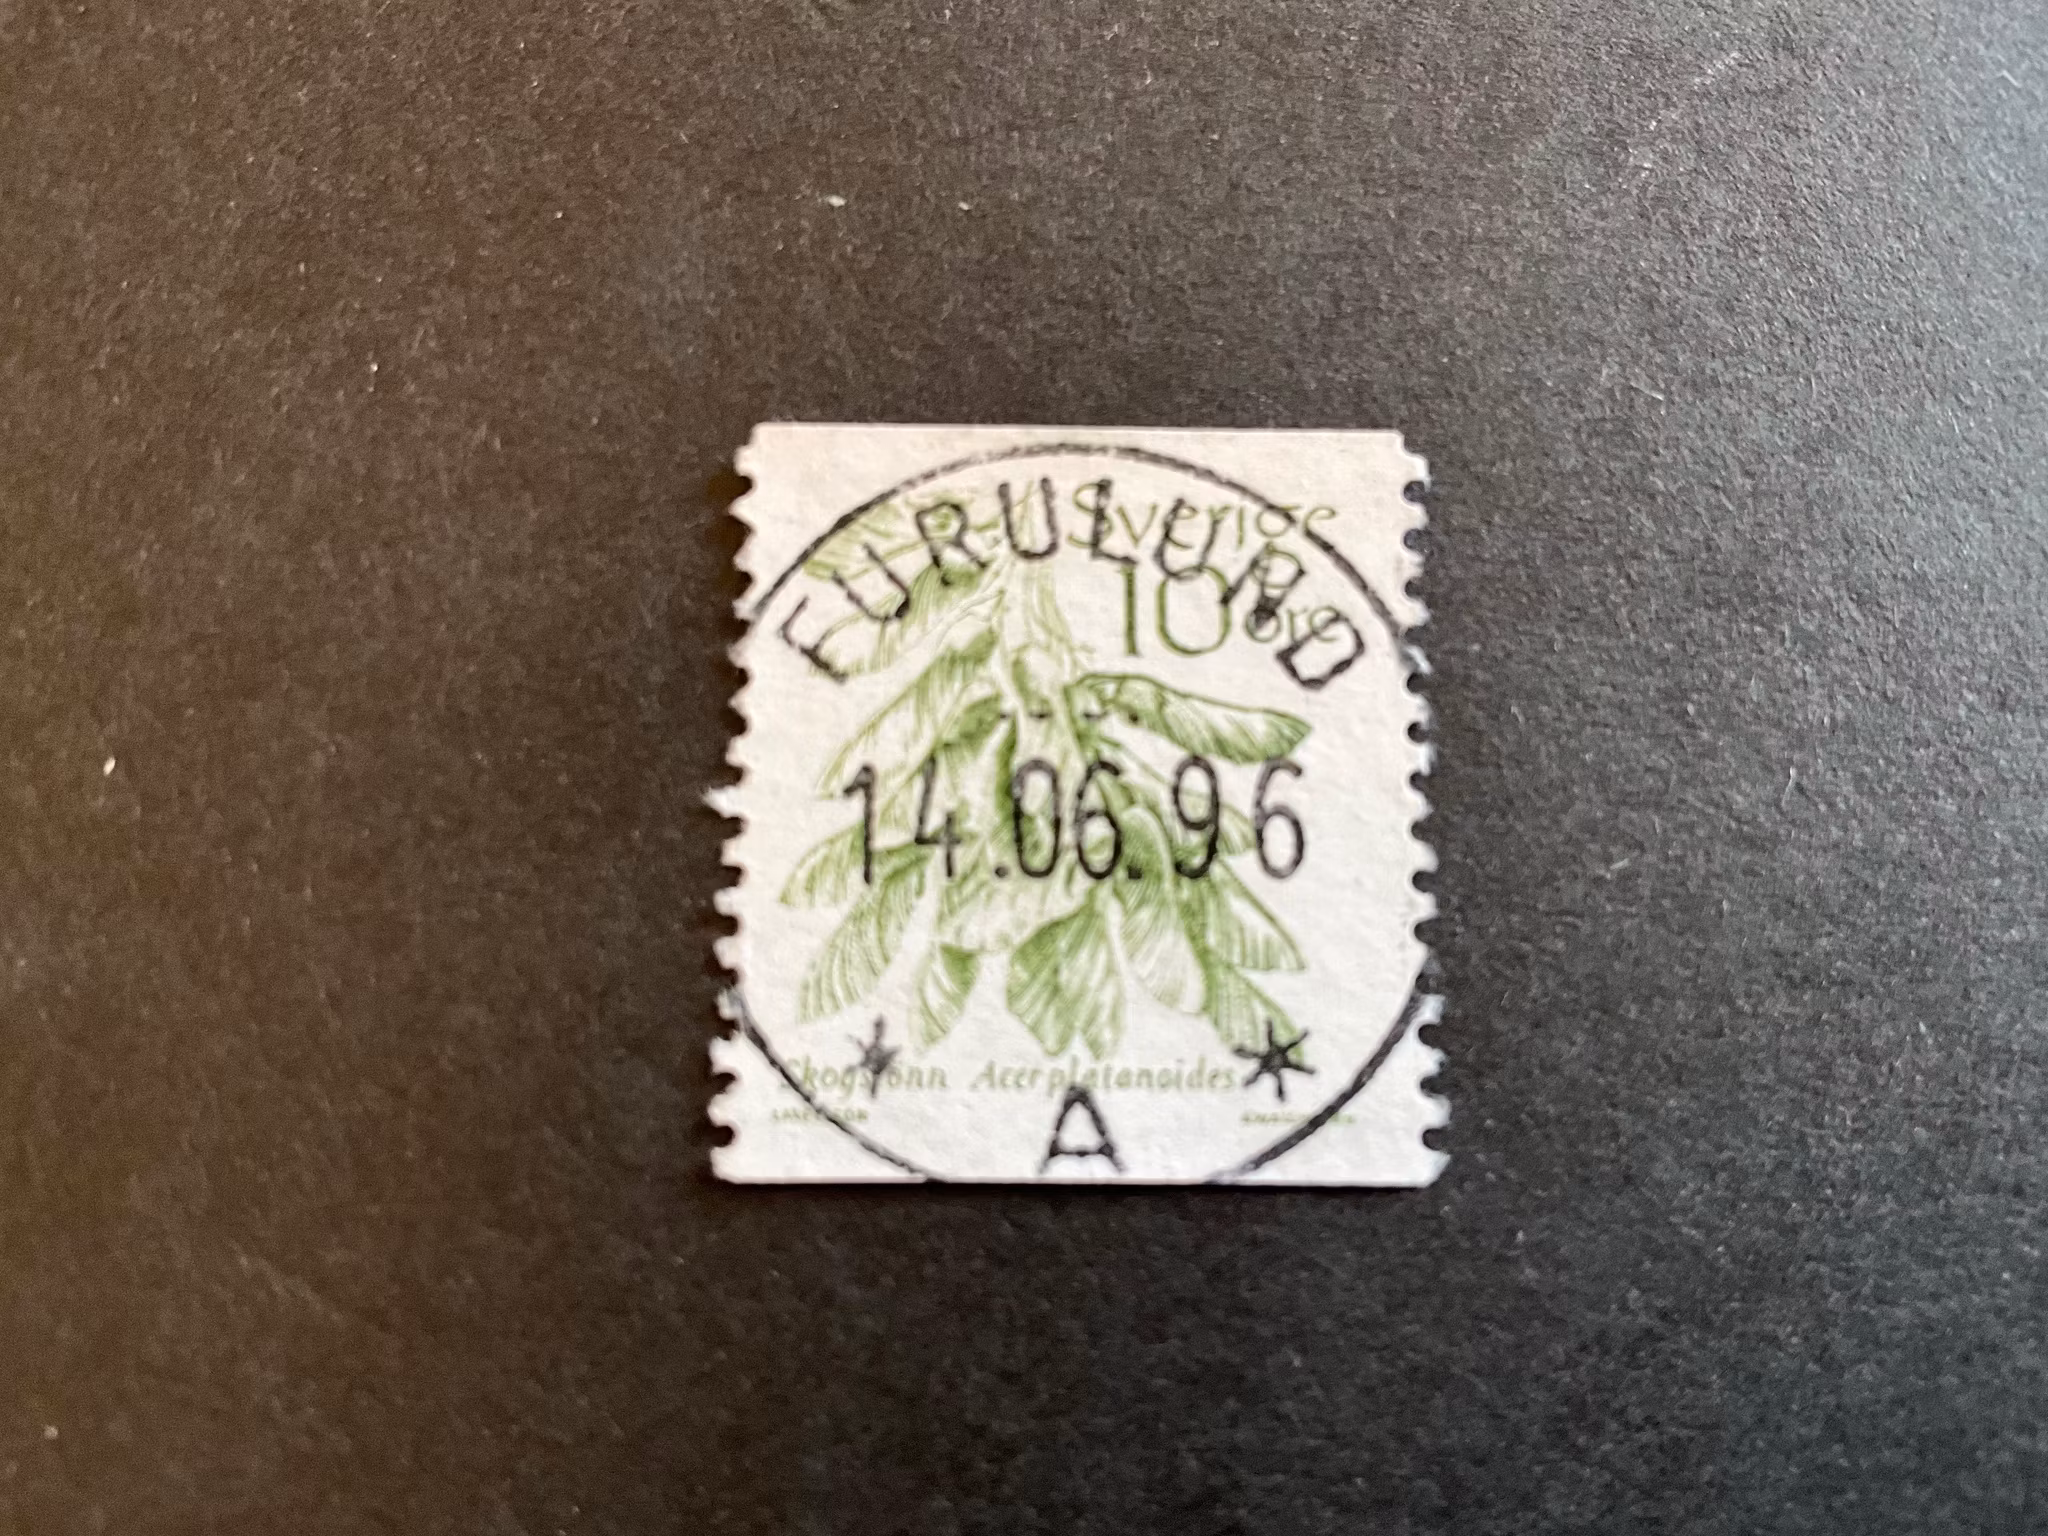 FURULUND
Sverige
10 öre
14.06.96
Skogslönn Acer platanoides
A